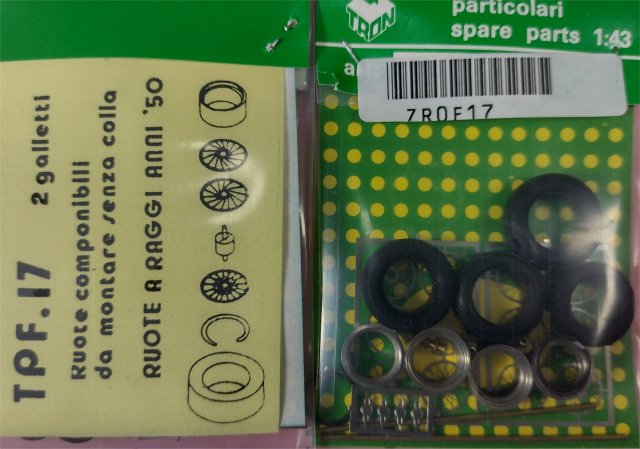 TPF.17
2 galletti
Ruote componibili
da montare senza colla
RUOTE A RAGGI ANNI '50
TRON
particolari
spare parts 1:43
a
ZROF17